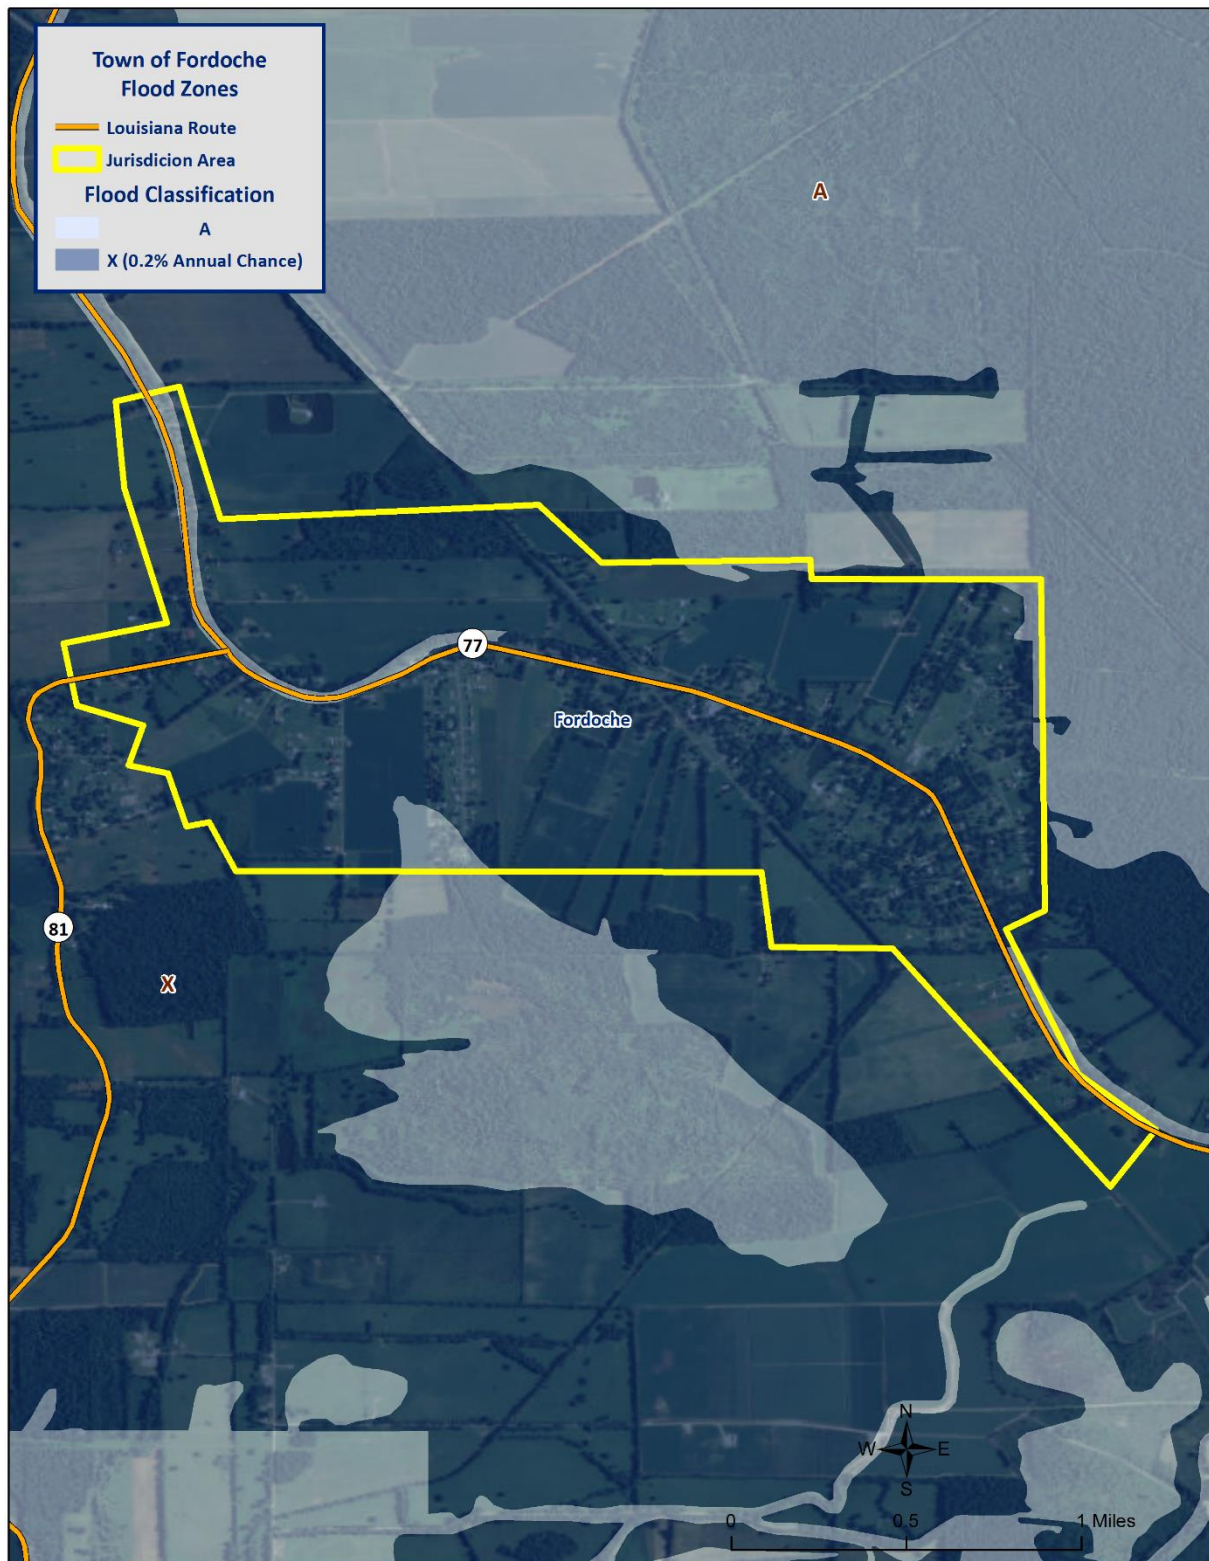 Town of Fordoche
Flood Zones
Louisiana Route
Jurisdicion Area
Flood Classification
A
X (0.2% Annual Chance)
A
77
Fordoche
81
X
N
W E
S
0 0.5 1 Miles